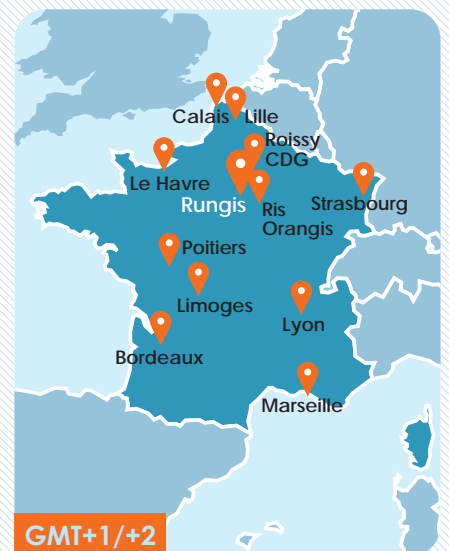 Calais
Lille
Roissy
CDG
Le Havre
Rungis
Ris
Orangis
Strasbourg
Poitiers
Limoges
Lyon
Bordeaux
Marseille
GMT+1/+2